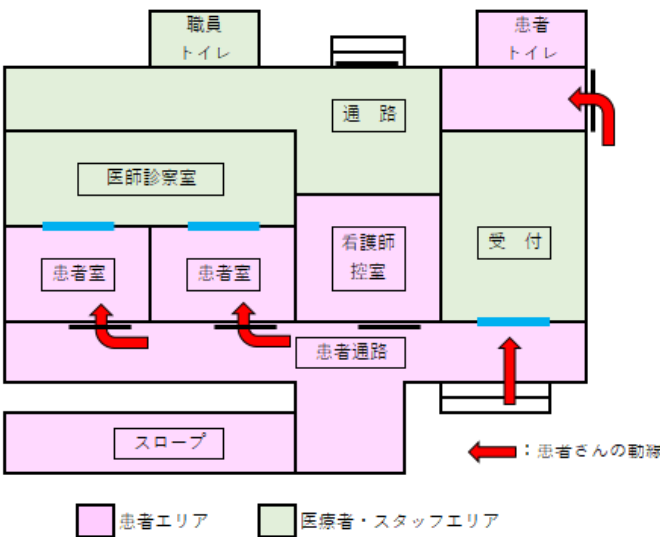 職員
トイレ
患者
トイレ
通　路
医師診察室
看護師
控室
受　付
患者室
患者室
患者通路
スロープ
：患者さんの動線
患者エリア
医療者・スタッフエリア